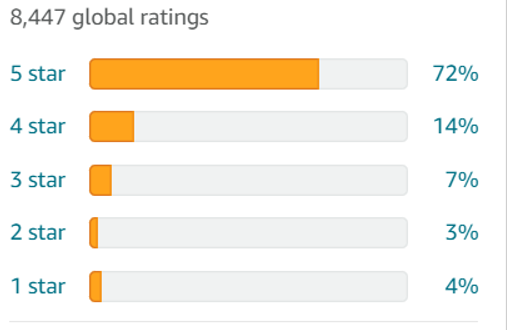 8,447 global ratings
5 star 72%
4 star 14%
3 star 7%
2 star 3%
1 star 4%